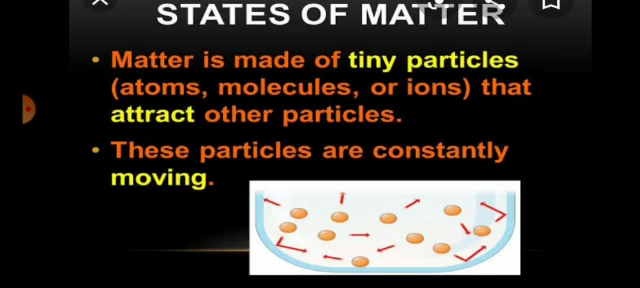 STATES OF MATTER
• Matter is made of tiny particles
(atoms, molecules, or ions) that
attract other particles.
• These particles are constantly
moving.